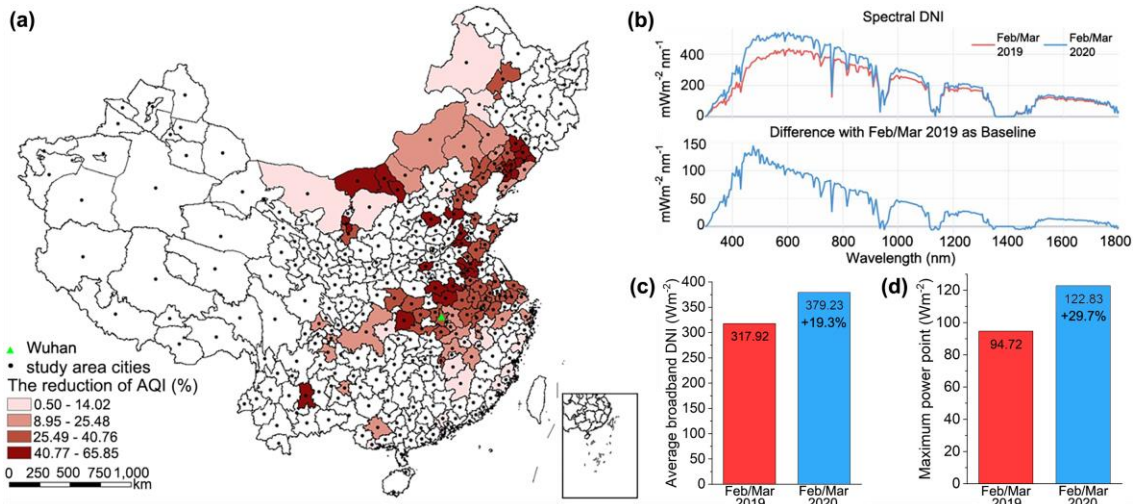 (a)
Wuhan
study area cities
The reduction of AQI (%)
0.50 - 14.02
8.95 - 25.48
25.49 - 40.76
40.77 - 65.85
0 250 500 750 1,000
km
(b)
Spectral DNI
Feb/Mar
2019
Feb/Mar
2020
mWm-2 nm-1
400
200
0
Difference with Feb/Mar 2019 as Baseline
mWm-2 nm-1
150
100
50
0
400 600 800 1000 1200 1400 1600 1800
Wavelength (nm)
(c)
Average broadband DNI (Wm-2)
400
350
300
250
200
150
100
50
0
317.92
379.23
+19.3%
Feb/Mar
2019
Feb/Mar
2020
(d)
Maximum power point (Wm-2)
120
100
80
60
40
20
0
94.72
122.83
+29.7%
Feb/Mar
2019
Feb/Mar
2020